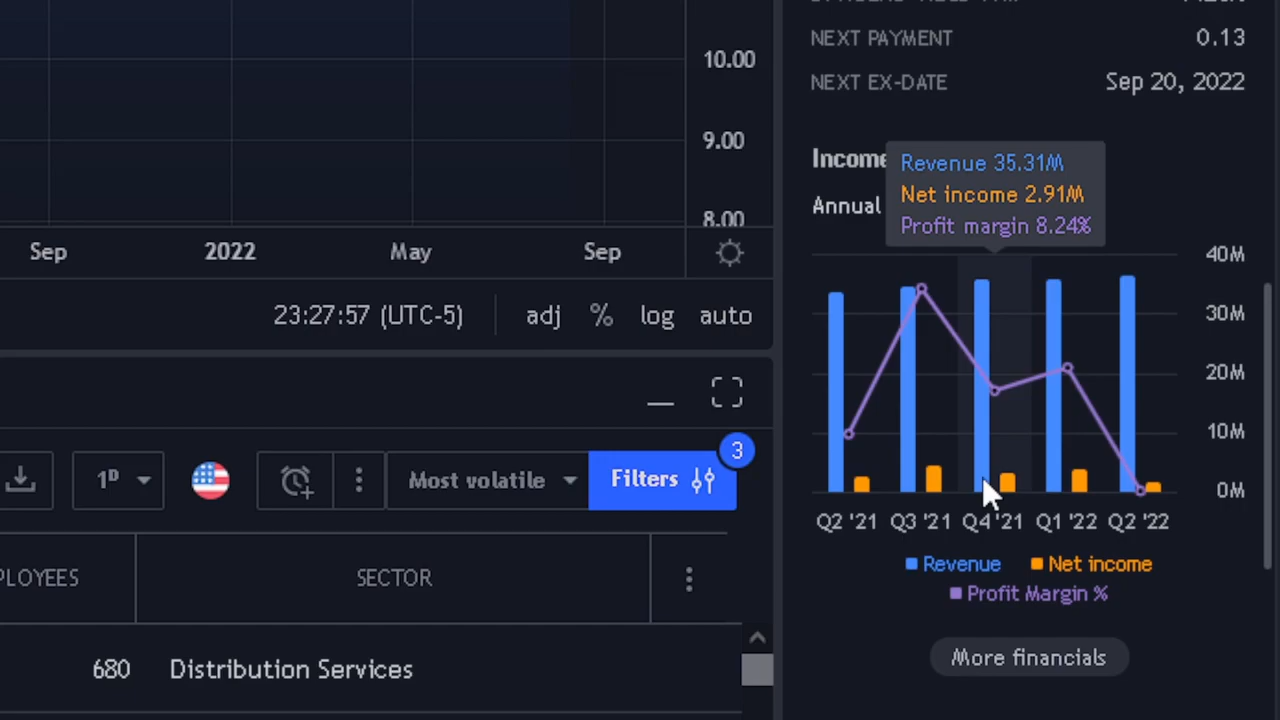 NEXT PAYMENT 0.13
NEXT EX-DATE Sep 20, 2022
10.00
9.00
8.00
Sep 2022 May Sep
23:27:57 (UTC-5) adj % log auto
Income
Annual
Revenue 35.31M
Net income 2.91M
Profit margin 8.24%
40M
30M
20M
10M
0M
Q2 '21 Q3 '21 Q4 '21 Q1 '22 Q2 '22
Revenue Net income
Profit Margin %
More financials
1D Most volatile Filters 3
PLOYEES SECTOR
680 Distribution Services